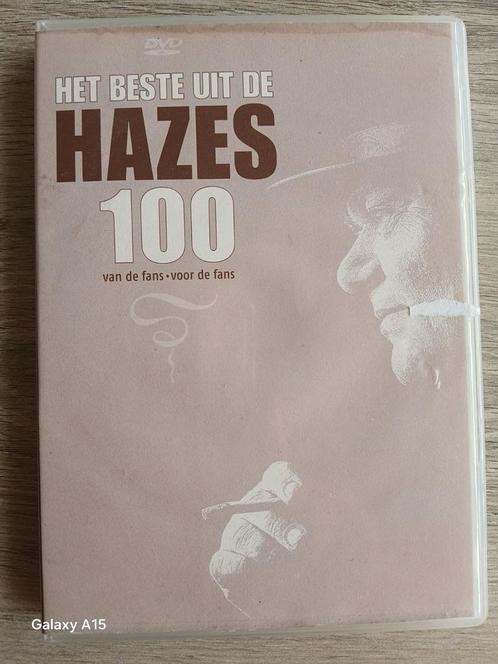 DVD
HET BESTE UIT DE
HAZES
100
van de fans • voor de fans
Galaxy A15